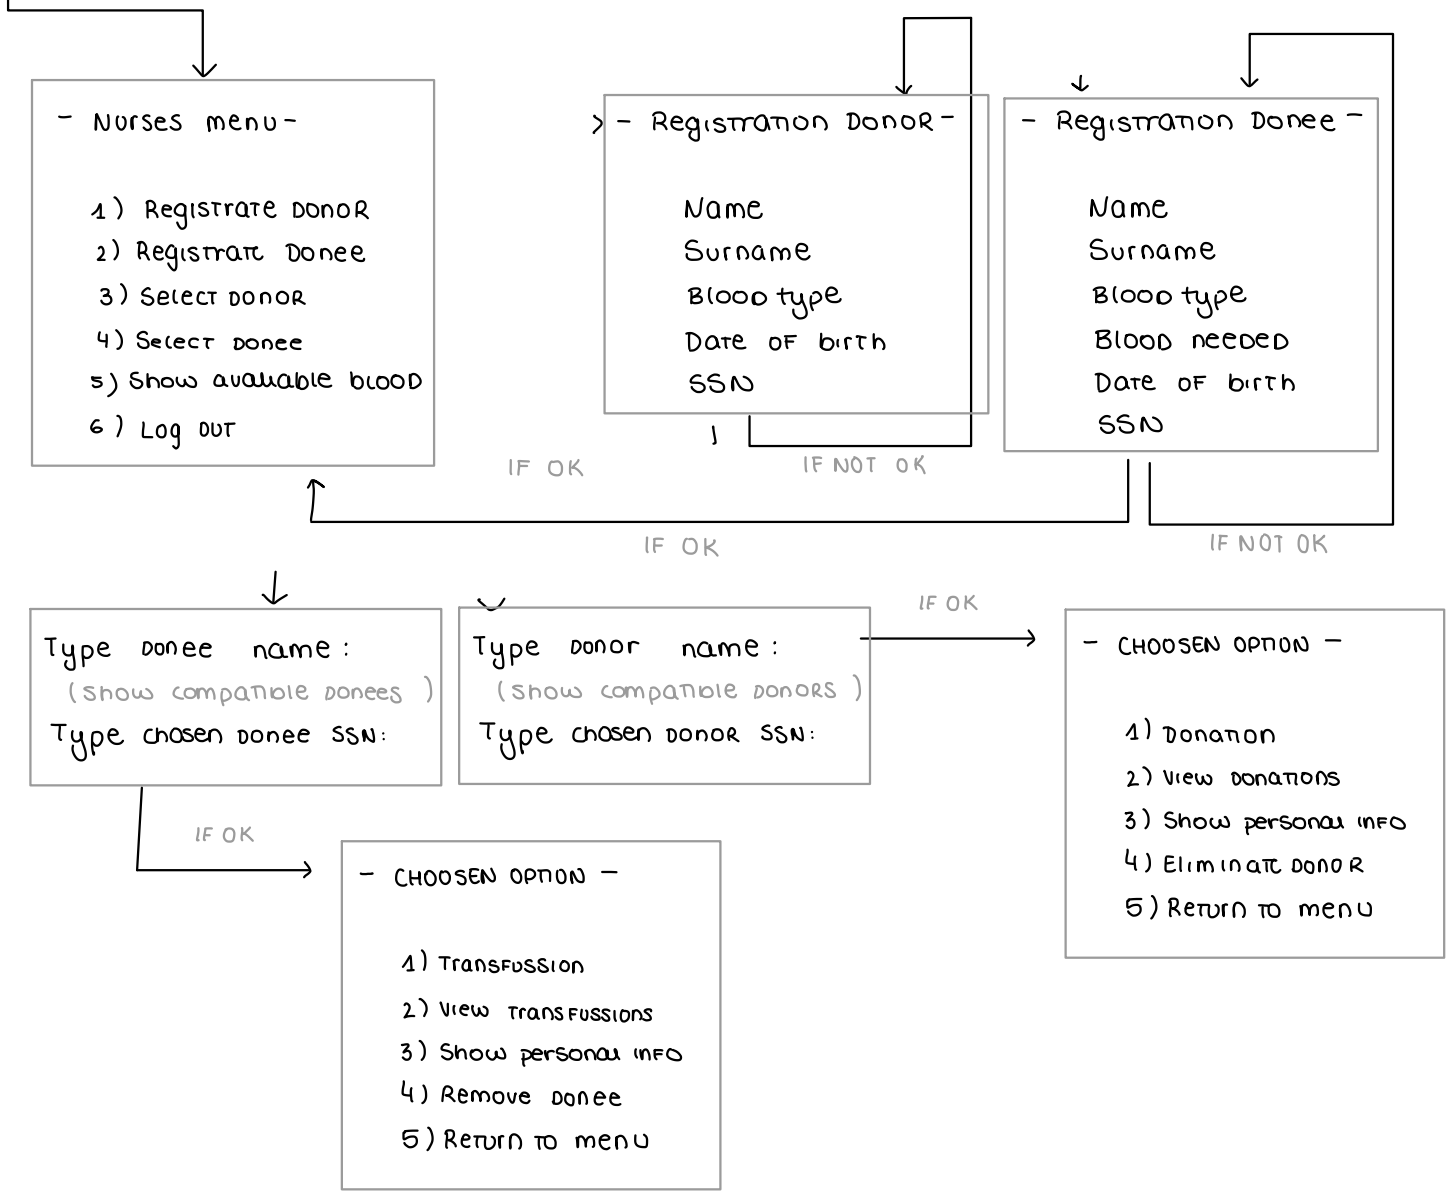 - Nurses menu -
1) Registrate Donor
2) Registrate Donee
3) Select Donor
4) Select Donee
5) Show available blood
6) Log out
- Registration Donor -
Name
Surname
Blood type
Date of birth
SSN
- Registration Donee -
Name
Surname
Blood type
Blood needed
Date of birth
SSN
IF OK
IF NOT OK
IF OK
IF NOT OK
Type Donee name:
(show compatible donees)
Type chosen Donee SSN:
Type Donor name:
(show compatible donors)
Type chosen Donor SSN:
IF OK
- CHOOSEN OPTION -
1) Donation
2) View Donations
3) Show personal info
4) Eliminate Donor
5) Return to menu
IF OK
- CHOOSEN OPTION -
1) Transfussion
2) View transfussions
3) Show personal info
4) Remove Donee
5) Return to menu